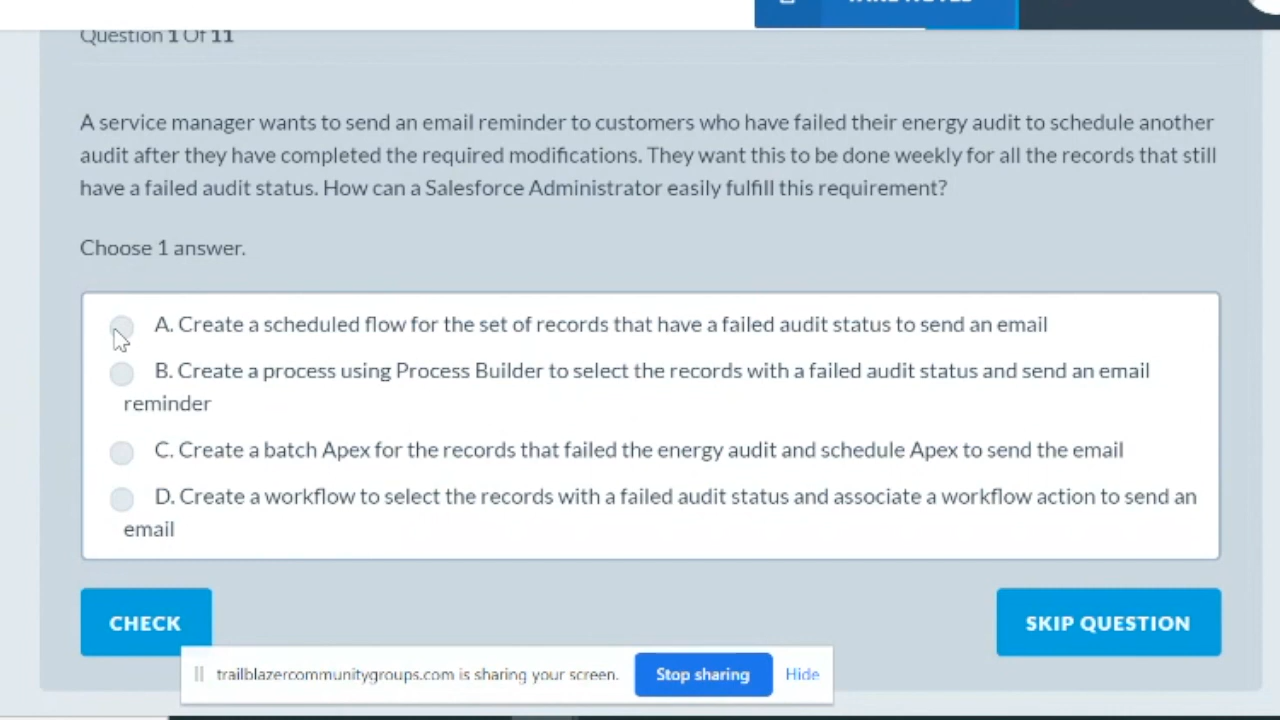 TAKE NOTES
Question 1 Of 11
A service manager wants to send an email reminder to customers who have failed their energy audit to schedule another
audit after they have completed the required modifications. They want this to be done weekly for all the records that still
have a failed audit status. How can a Salesforce Administrator easily fulfill this requirement?
Choose 1 answer.
A. Create a scheduled flow for the set of records that have a failed audit status to send an email
B. Create a process using Process Builder to select the records with a failed audit status and send an email
reminder
C. Create a batch Apex for the records that failed the energy audit and schedule Apex to send the email
D. Create a workflow to select the records with a failed audit status and associate a workflow action to send an
email
CHECK
SKIP QUESTION
trailblazercommunitygroups.com is sharing your screen.
Stop sharing
Hide